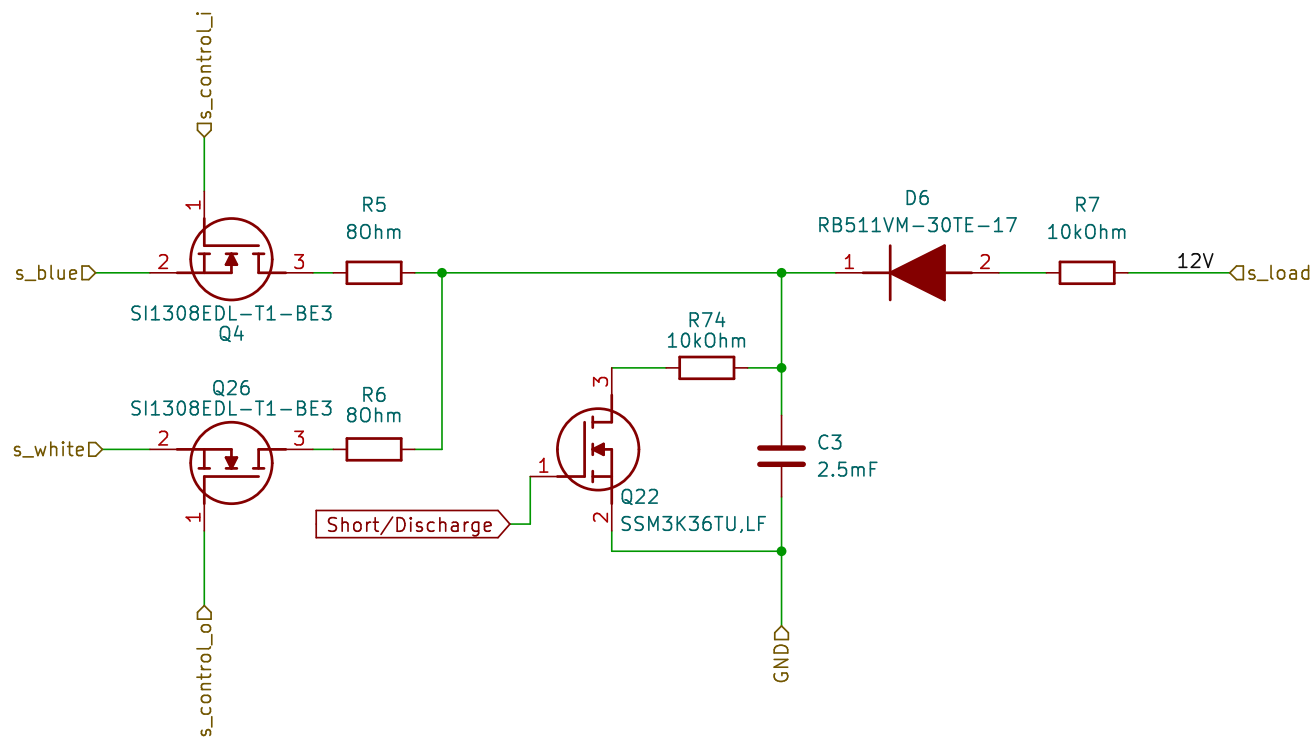 s_control_i
1
s_blue
2
3
SI1308EDL-T1-BE3
Q4
R5
8Ohm
D6
RB511VM-30TE-17
1
2
R7
10kOhm
12V
s_load
R74
10kOhm
Q26
SI1308EDL-T1-BE3
s_white
2
3
1
R6
8Ohm
3
1
2
Q22
SSM3K36TU,LF
C3
2.5mF
Short/Discharge
s_control_o
GND